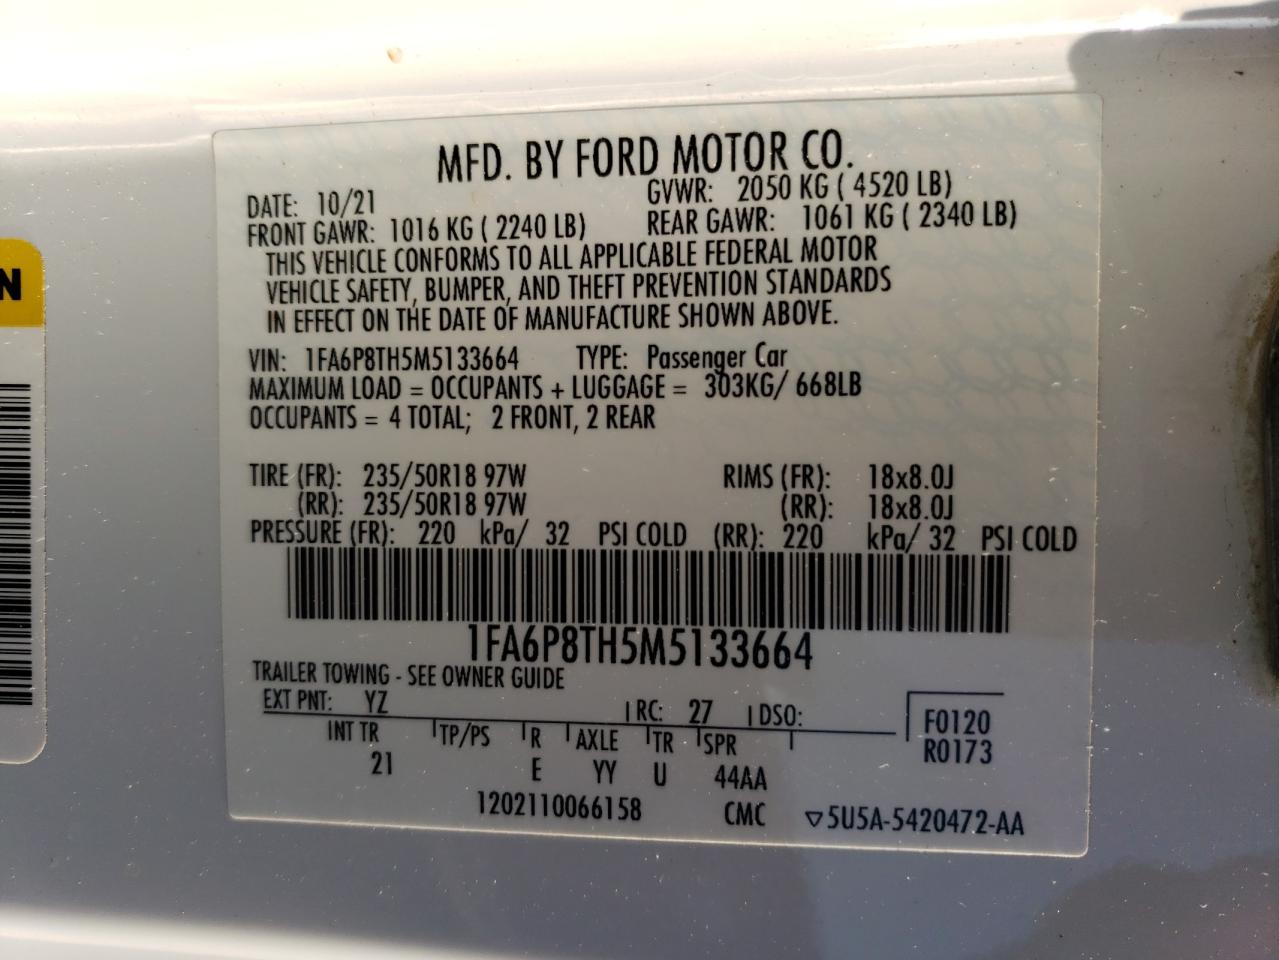 N
MFD. BY FORD MOTOR CO.
DATE: 10/21 GVWR: 2050 KG ( 4520 LB)
FRONT GAWR: 1016 KG ( 2240 LB) REAR GAWR: 1061 KG ( 2340 LB)
THIS VEHICLE CONFORMS TO ALL APPLICABLE FEDERAL MOTOR
VEHICLE SAFETY, BUMPER, AND THEFT PREVENTION STANDARDS
IN EFFECT ON THE DATE OF MANUFACTURE SHOWN ABOVE.
VIN: 1FA6P8TH5M5133664 TYPE: Passenger Car
MAXIMUM LOAD = OCCUPANTS + LUGGAGE = 303KG/ 668LB
OCCUPANTS = 4 TOTAL; 2 FRONT, 2 REAR
TIRE (FR): 235/50R18 97W RIMS (FR): 18x8.0J
(RR): 235/50R18 97W (RR): 18x8.0J
PRESSURE (FR): 220 kPa/ 32 PSI COLD (RR): 220 kPa/ 32 PSI COLD
1FA6P8TH5M5133664
TRAILER TOWING - SEE OWNER GUIDE
EXT PNT: YZ RC: 27 DSO: F0120
INT TR TP/PS R AXLE TR SPR R0173
21 E YY U 44AA
1202110066158 CMC ▽5U5A-5420472-AA